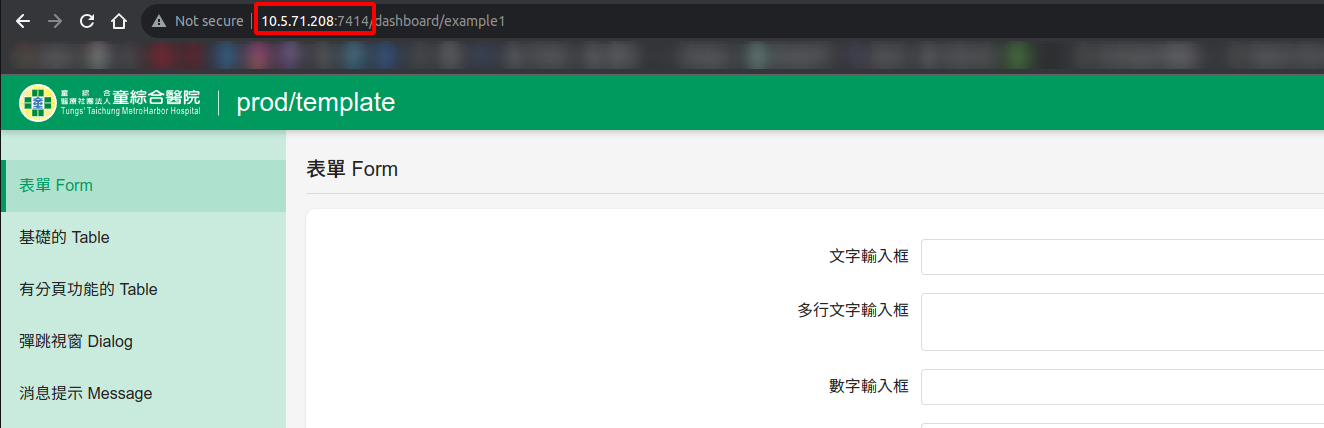 Not secure | 10.5.71.208:7414/dashboard/example1
童綜合
醫療社團法人童綜合醫院
Tungs' Taichung MetroHarbor Hospital
prod/template
表單 Form
基礎的 Table
有分頁功能的 Table
彈跳視窗 Dialog
消息提示 Message
表單 Form
文字輸入框
多行文字輸入框
數字輸入框